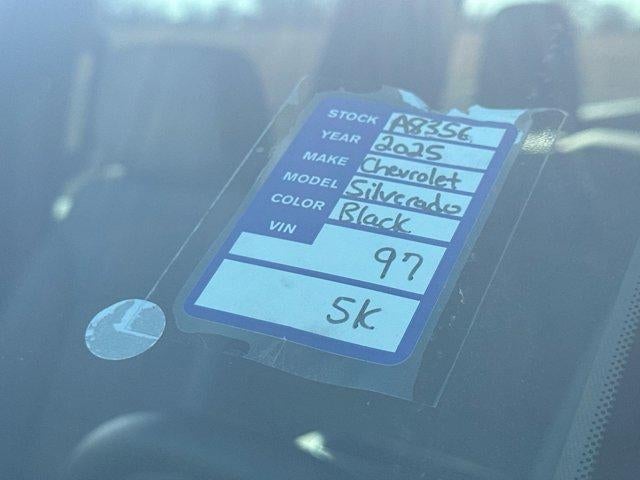 STOCK A8356
YEAR 2025
MAKE Chevrolet
MODEL Silverado
COLOR Black
VIN
97
5K